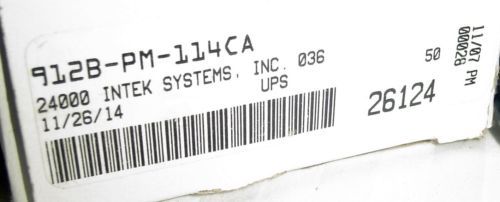 912B-PM-114CA
24000 INTEK SYSTEMS, INC. 036
50
11/26/14
UPS
26124
11/07 PM
00028